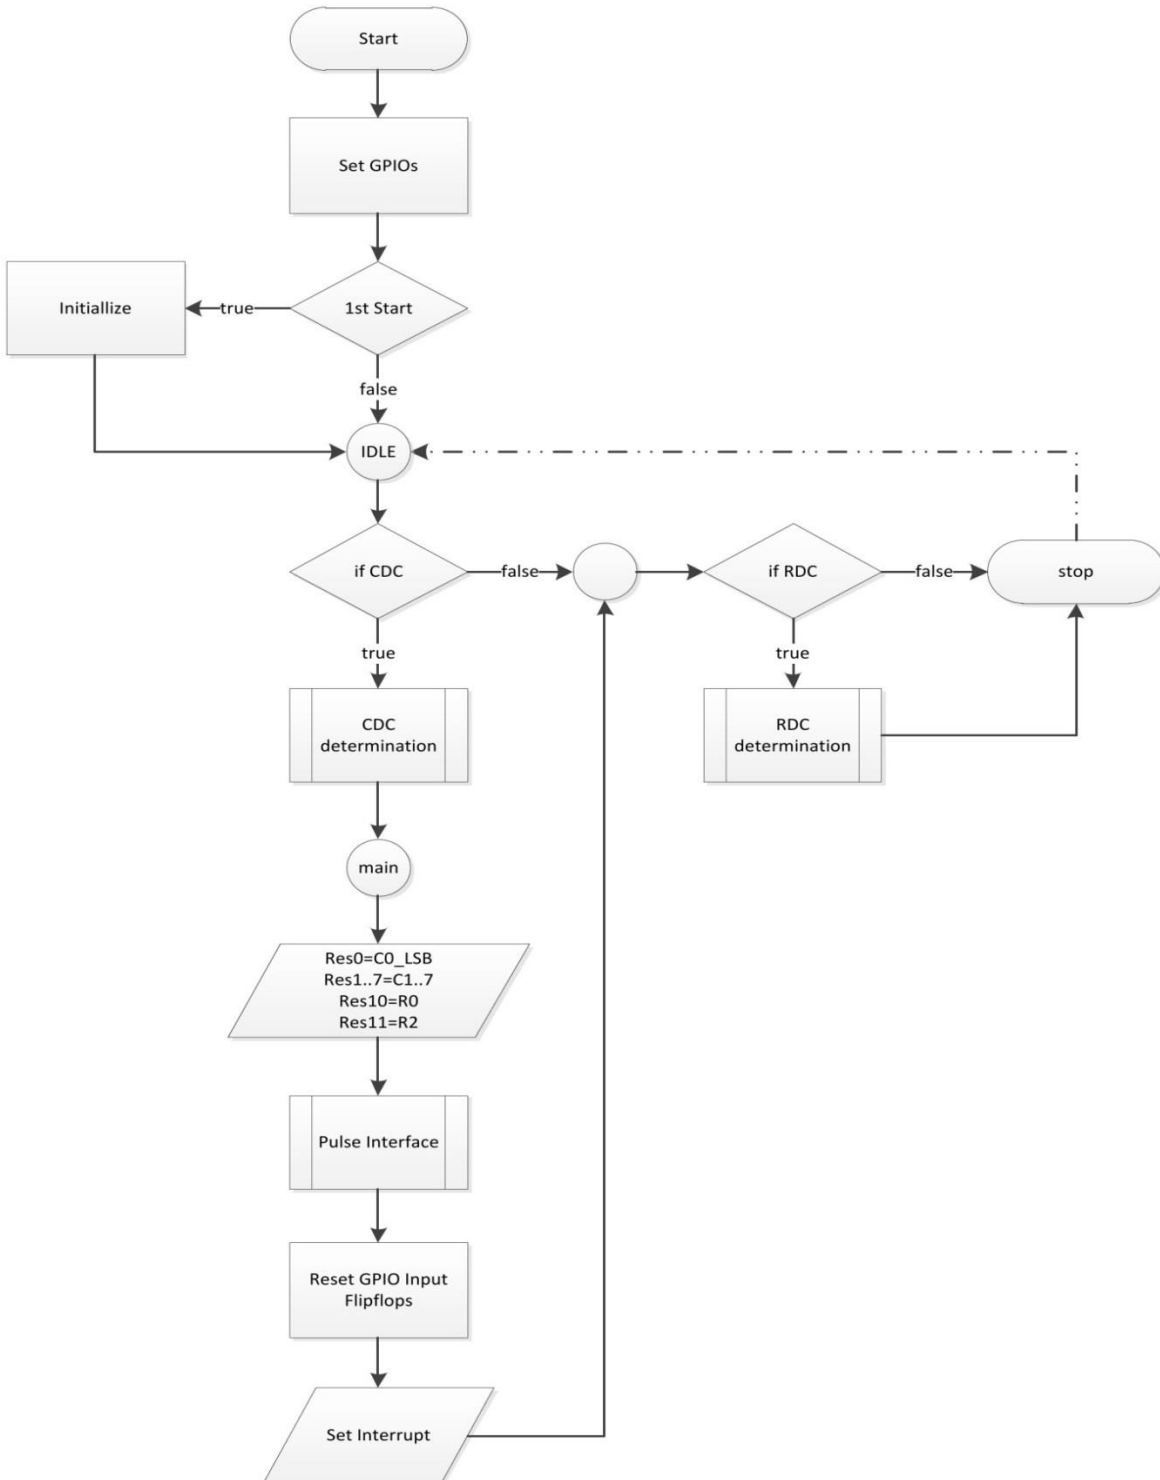 Start
Set GPIOs
Initiallize
true
1st Start
false
IDLE
if CDC
false
if RDC
false
stop
true
true
CDC
determination
RDC
determination
main
Res0=C0_LSB
Res1..7=C1..7
Res10=R0
Res11=R2
Pulse Interface
Reset GPIO Input
Flipflops
Set Interrupt